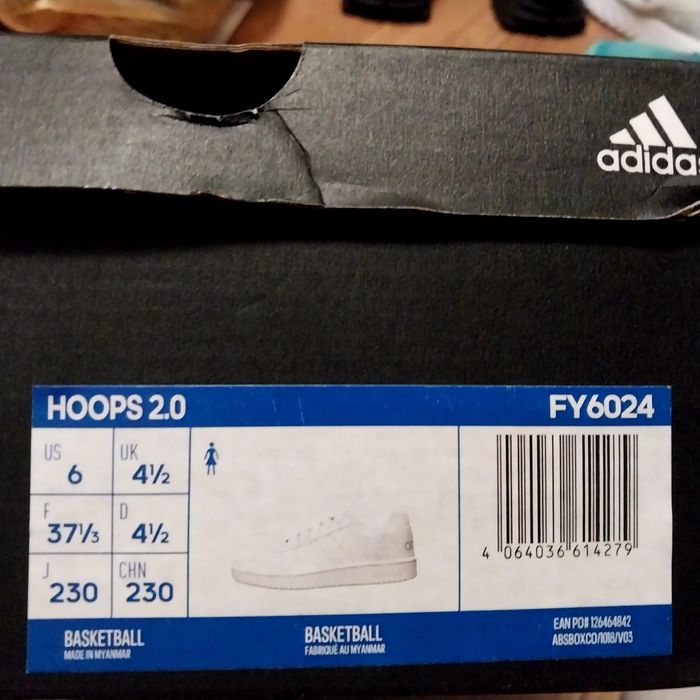 adidas
HOOPS 2.0 FY6024
US 6 UK 4½
F 37⅓ D 4½
J 230 CHN 230
4 064036 614279
BASKETBALL
MADE IN MYANMAR
BASKETBALL
FABRIQUÉ AU MYANMAR
EAN PO# 126464842
ABSBOXCO/1018/V03